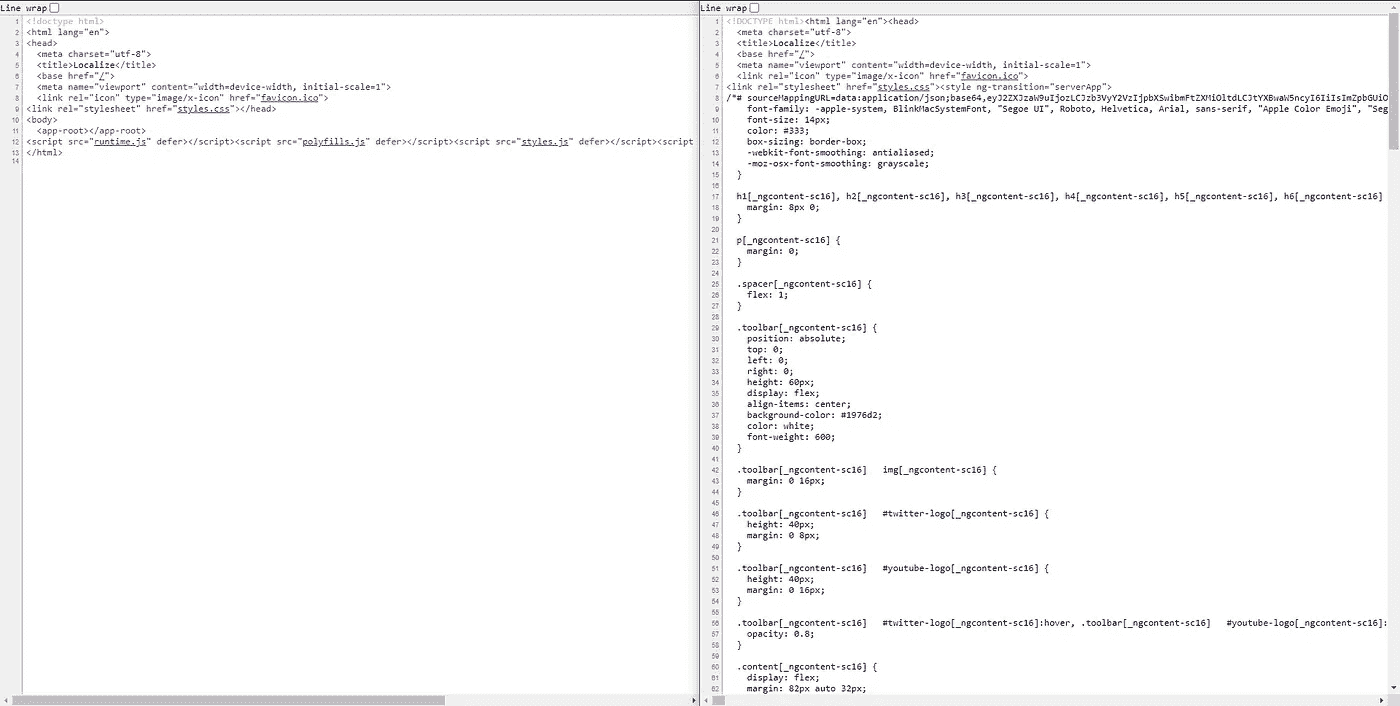 Line wrap
1 <!doctype html>
2 <html lang="en">
3 <head>
4 <meta charset="utf-8">
5 <title>Localize</title>
6 <base href="/">
7 <meta name="viewport" content="width=device-width, initial-scale=1">
8 <link rel="icon" type="image/x-icon" href="favicon.ico">
9 <link rel="stylesheet" href="styles.css"></head>
10 <body>
11 <app-root></app-root>
12 <script src="runtime.js" defer></script><script src="polyfills.js" defer></script><script src="styles.js" defer></script><script
13 </html>
14
Line wrap
1 <!DOCTYPE html><html lang="en"><head>
2 <meta charset="utf-8">
3 <title>Localize</title>
4 <base href="/">
5 <meta name="viewport" content="width=device-width, initial-scale=1">
6 <link rel="icon" type="image/x-icon" href="favicon.ico">
7 <link rel="stylesheet" href="styles.css"><style ng-transition="serverApp">
8 /*# sourceMappingURL=data:application/json;base64,
9 font-family: -apple-system, BlinkMacSystemFont, "Segoe UI", Roboto, Helvetica, Arial, sans-serif, "Apple Color Emoji", "Seg
10 font-size: 14px;
11 color: #333;
12 box-sizing: border-box;
13 -webkit-font-smoothing: antialiased;
14 -moz-osx-font-smoothing: grayscale;
15 }
16
17 h1[_ngcontent-sc16], h2[_ngcontent-sc16], h3[_ngcontent-sc16], h4[_ngcontent-sc16], h5[_ngcontent-sc16], h6[_ngcontent-sc16]
18 margin: 8px 0;
19 }
20
21 p[_ngcontent-sc16] {
22 margin: 0;
23 }
24
25 .spacer[_ngcontent-sc16] {
26 flex: 1;
27 }
28
29 .toolbar[_ngcontent-sc16] {
30 position: absolute;
31 top: 0;
32 left: 0;
33 right: 0;
34 height: 60px;
35 display: flex;
36 align-items: center;
37 background-color: #1976d2;
38 color: white;
39 font-weight: 600;
40 }
41
42 .toolbar[_ngcontent-sc16] img[_ngcontent-sc16] {
43 margin: 0 16px;
44 }
45
46 .toolbar[_ngcontent-sc16] #twitter-logo[_ngcontent-sc16] {
47 height: 40px;
48 margin: 0 8px;
49 }
50
51 .toolbar[_ngcontent-sc16] #youtube-logo[_ngcontent-sc16] {
52 height: 40px;
53 margin: 0 16px;
54 }
55
56 .toolbar[_ngcontent-sc16] #twitter-logo[_ngcontent-sc16]:hover, .toolbar[_ngcontent-sc16] #youtube-logo[_ngcontent-sc16]:
57 opacity: 0.8;
58 }
59
60 .content[_ngcontent-sc16] {
61 display: flex;
62 margin: 82px auto 32px;